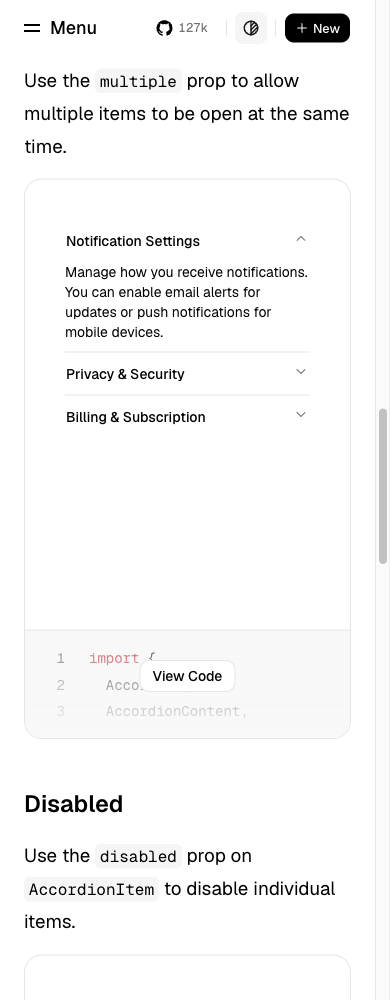 Menu
127k
New
Use the multiple prop to allow
multiple items to be open at the same
time.
Notification Settings
Manage how you receive notifications.
You can enable email alerts for
updates or push notifications for
mobile devices.
Privacy & Security
Billing & Subscription
1 import {
2
View Code
3 AccordionContent,
Disabled
Use the disabled prop on
AccordionItem to disable individual
items.